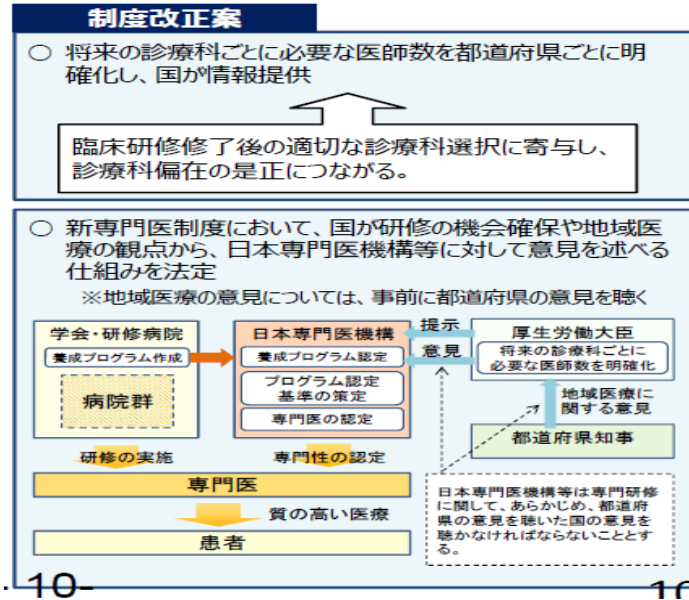 制度改正案
○ 将来の診療科ごとに必要な医師数を都道府県ごとに明
確化し、国が情報提供
臨床研修修了後の適切な診療科選択に寄与し、
診療科偏在の是正につながる。
○ 新専門医制度において、国が研修の機会確保や地域医
療の観点から、日本専門医機構等に対して意見を述べる
仕組みを法定
※地域医療の意見については、事前に都道府県の意見を聴く
学会・研修病院
養成プログラム作成
病院群
日本専門医機構
養成プログラム認定
プログラム認定
基準の策定
専門医の認定
提示
意見
厚生労働大臣
将来の診療科ごとに
必要な医師数を明確化
地域医療に
関する意見
都道府県知事
研修の実施
専門性の認定
専門医
質の高い医療
患者
日本専門医機構等は専門研修
に関して、あらかじめ、都道府
県の意見を聴いた国の意見を
聴かなければならないこととす
る。
- 10-
10